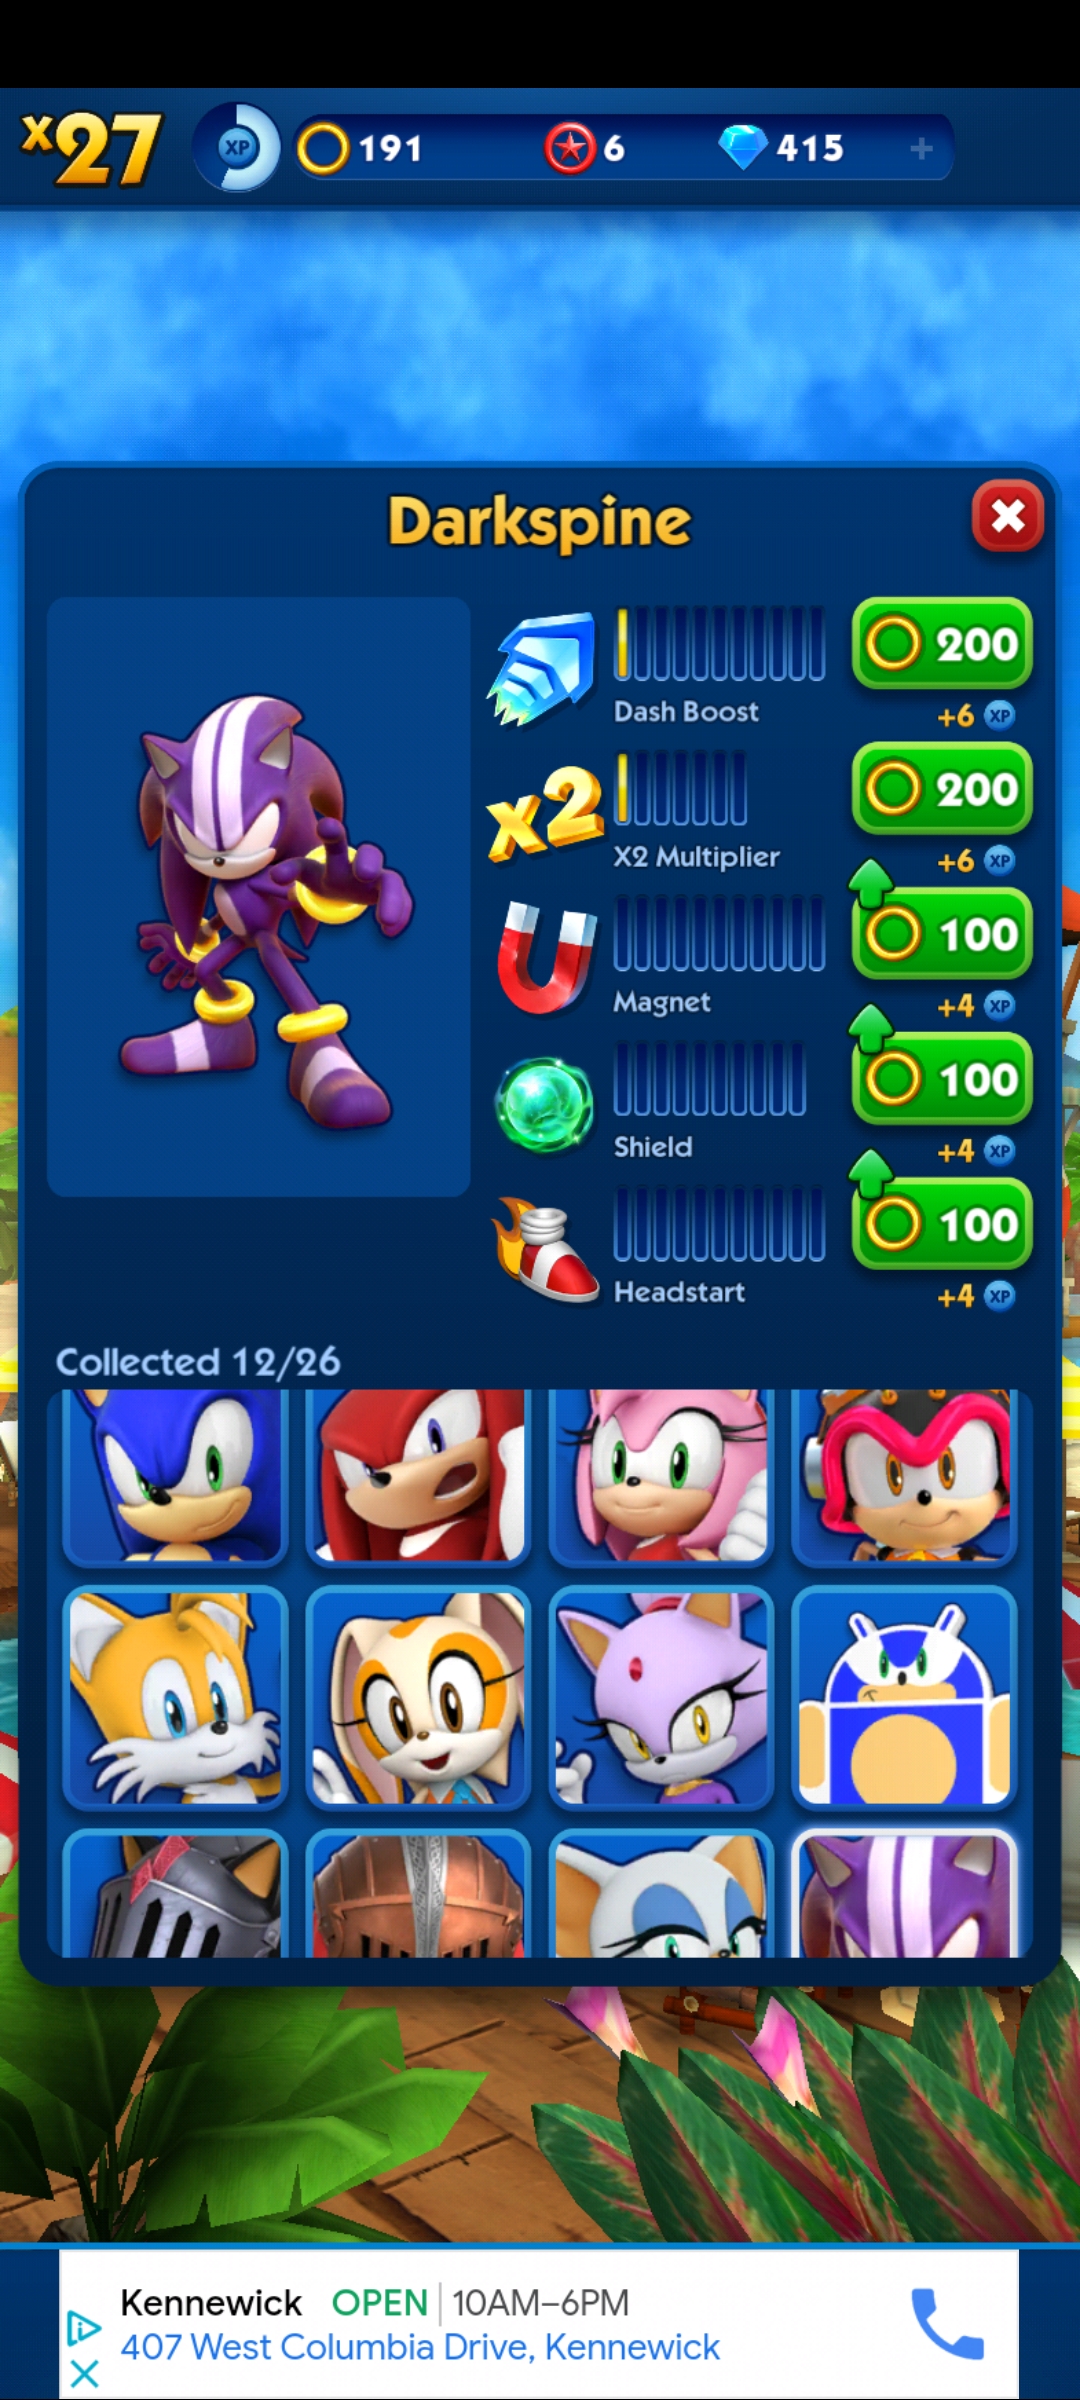 x27 XP 191 6 415 +
Darkspine
200
Dash Boost
+6 XP
x2
200
X2 Multiplier
+6 XP
100
Magnet
+4 XP
100
Shield
+4 XP
100
Headstart
+4 XP
Collected 12/26
Kennewick OPEN 10AM–6PM
407 West Columbia Drive, Kennewick